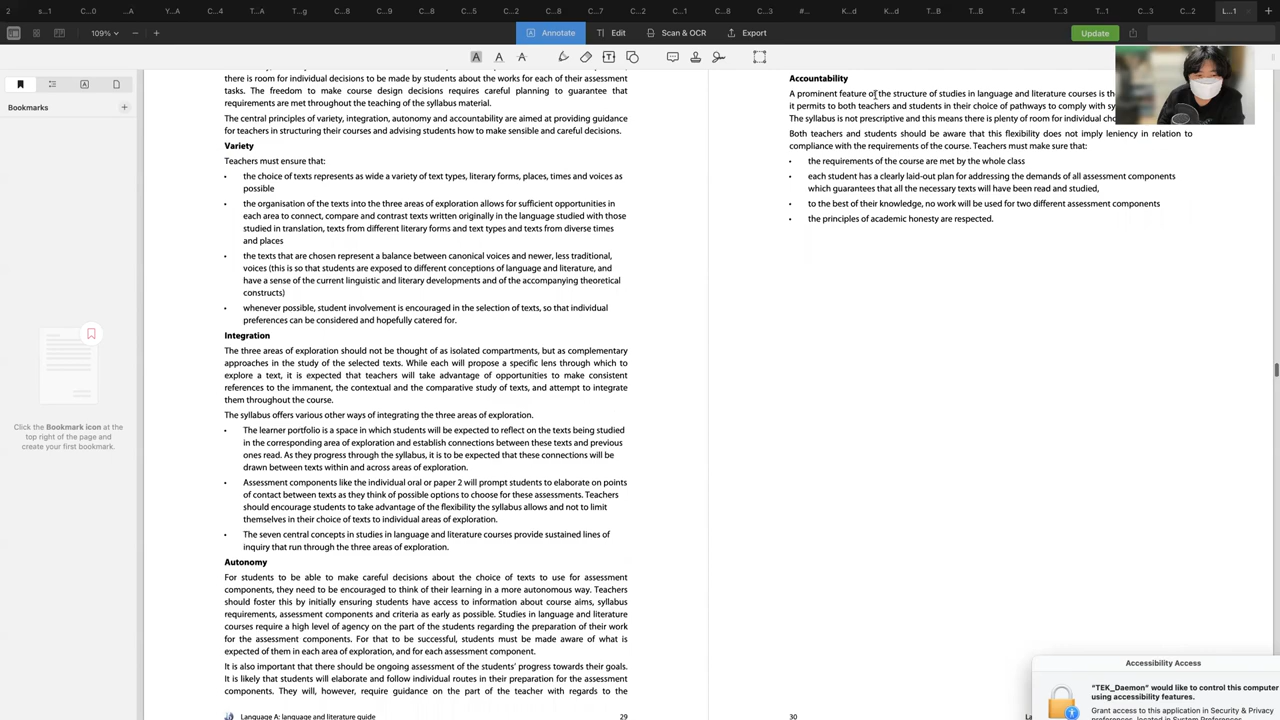 2
s...1
C...1
...A
Y...A
C...4
T...G
C...8
C...9
C...3
C...7
C...2
C...8
C...1
C...8
C...3
#...
K...d
K...d
T...B
T...4
T...G
C...1
C...3
C...2
L...1
109%
Annotate
Edit
Scan & OCR
Export
Update
Bookmarks
Click the Bookmark icon at the
top right of the page and
create your first bookmark.
there is room for individual decisions to be made by students about the works for each of their assessment
tasks. The freedom to make course design decisions requires careful planning to guarantee that
requirements are met throughout the teaching of the syllabus material.
The central principles of variety, integration, autonomy and accountability are aimed at providing guidance
for teachers in structuring their courses and advising students how to make sensible and careful decisions.
Variety
Teachers must ensure that:
• the choice of texts represents as wide a variety of text types, literary forms, places, times and voices as
possible
• the organisation of the texts into the three areas of exploration allows for sufficient opportunities in
each area to connect, compare and contrast texts written originally in the language studied with those
studied in translation, texts from different literary forms and text types and texts from diverse times
and places
• the texts that are chosen represent a balance between canonical voices and newer, less traditional,
voices (this is so that students are exposed to different conceptions of language and literature, and
have a sense of the current linguistic and literary developments and of the accompanying theoretical
constructs)
• whenever possible, student involvement is encouraged in the selection of texts, so that individual
preferences can be considered and hopefully catered for.
Integration
The three areas of exploration should not be thought of as isolated compartments, but as complementary
approaches in the study of the selected texts. While each will propose a specific lens through which to
explore a text, it is expected that teachers will take advantage of opportunities to make consistent
references to the immanent, the contextual and the comparative study of texts, and attempt to integrate
them throughout the course.
The syllabus offers various other ways of integrating the three areas of exploration.
• The learner portfolio is a space in which students will be expected to reflect on the texts being studied
in the corresponding area of exploration and establish connections between these texts and previous
ones read. As they progress through the syllabus, it is to be expected that these connections will be
drawn between texts within and across areas of exploration.
• Assessment components like the individual oral or paper 2 will prompt students to elaborate on points
of contact between texts as they think of possible options to choose for these assessments. Teachers
should encourage students to take advantage of the flexibility the syllabus allows and not to limit
themselves in their choice of texts to individual areas of exploration.
• The seven central concepts in studies in language and literature courses provide sustained lines of
inquiry that run through the three areas of exploration.
Autonomy
For students to be able to make careful decisions about the choice of texts to use for assessment
components, they need to be encouraged to think of their learning in a more autonomous way. Teachers
should foster this by initially ensuring students have access to information about course aims, syllabus
requirements, assessment components and criteria as early as possible. Studies in language and literature
courses require a high level of agency on the part of the students regarding the preparation of their work
for the assessment components. For that to be successful, students must be made aware of what is
expected of them in each area of exploration, and for each assessment component.
It is also important that there should be ongoing assessment of the students' progress towards their goals.
It is likely that students will elaborate and follow individual routes in their preparation for the assessment
components. They will, however, require guidance on the part of the teacher with regards to the
Language A: language and literature guide
29
Accountability
A prominent feature of the structure of studies in language and literature courses is the
it permits to both teachers and students in their choice of pathways to comply with
The syllabus is not prescriptive and this means there is plenty of room for individual
Both teachers and students should be aware that this flexibility does not imply leniency in relation to
compliance with the requirements of the course. Teachers must make sure that:
• the requirements of the course are met by the whole class
• each student has a clearly laid-out plan for addressing the demands of all assessment components
which guarantees that all the necessary texts will have been read and studied,
• to the best of their knowledge, no work will be used for two different assessment components
• the principles of academic honesty are respected.
30
Accessibility Access
"TEK_Daemon" would like to control this computer
using accessibility features.
Grant access to this application in Security & Privacy
preferences, located in System Preferences.